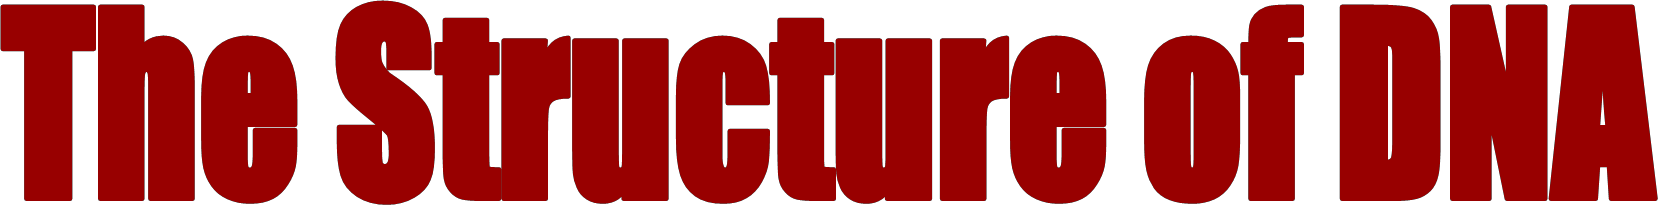 The Structure of DNA